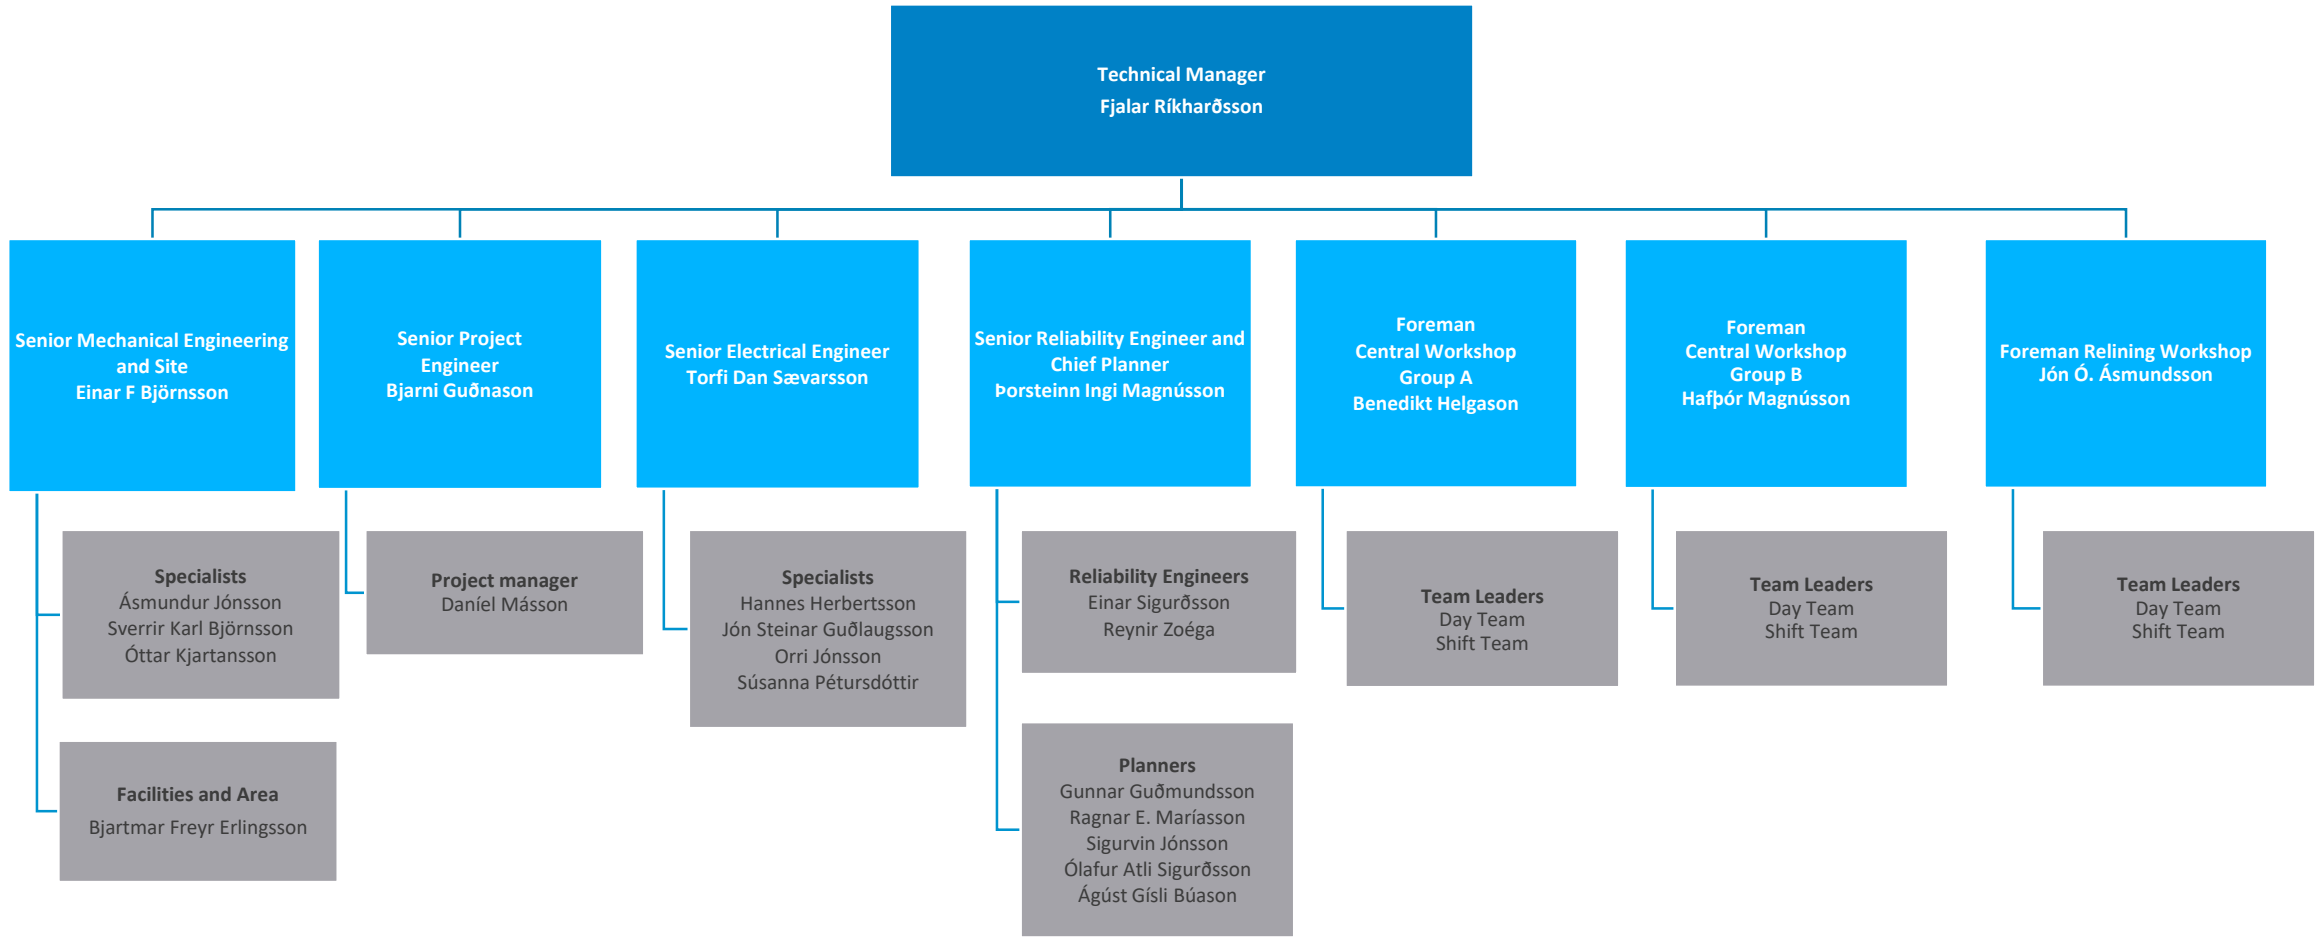 Technical Manager
Fjalar Ríkharðsson
Senior Mechanical Engineering
and Site
Einar F Björnsson
Senior Project
Engineer
Bjarni Guðnason
Senior Electrical Engineer
Torfi Dan Sævarsson
Senior Reliability Engineer and
Chief Planner
Þorsteinn Ingi Magnússon
Foreman
Central Workshop
Group A
Benedikt Helgason
Foreman
Central Workshop
Group B
Hafþór Magnússon
Foreman Relining Workshop
Jón Ó. Ásmundsson
Specialists
Ásmundur Jónsson
Sverrir Karl Björnsson
Óttar Kjartansson
Facilities and Area
Bjartmar Freyr Erlingsson
Project manager
Daníel Másson
Specialists
Hannes Herbertsson
Jón Steinar Guðlaugsson
Orri Jónsson
Súsanna Pétursdóttir
Reliability Engineers
Einar Sigurðsson
Reynir Zoéga
Planners
Gunnar Guðmundsson
Ragnar E. Maríasson
Sigurvin Jónsson
Ólafur Atli Sigurðsson
Ágúst Gísli Búason
Team Leaders
Day Team
Shift Team
Team Leaders
Day Team
Shift Team
Team Leaders
Day Team
Shift Team